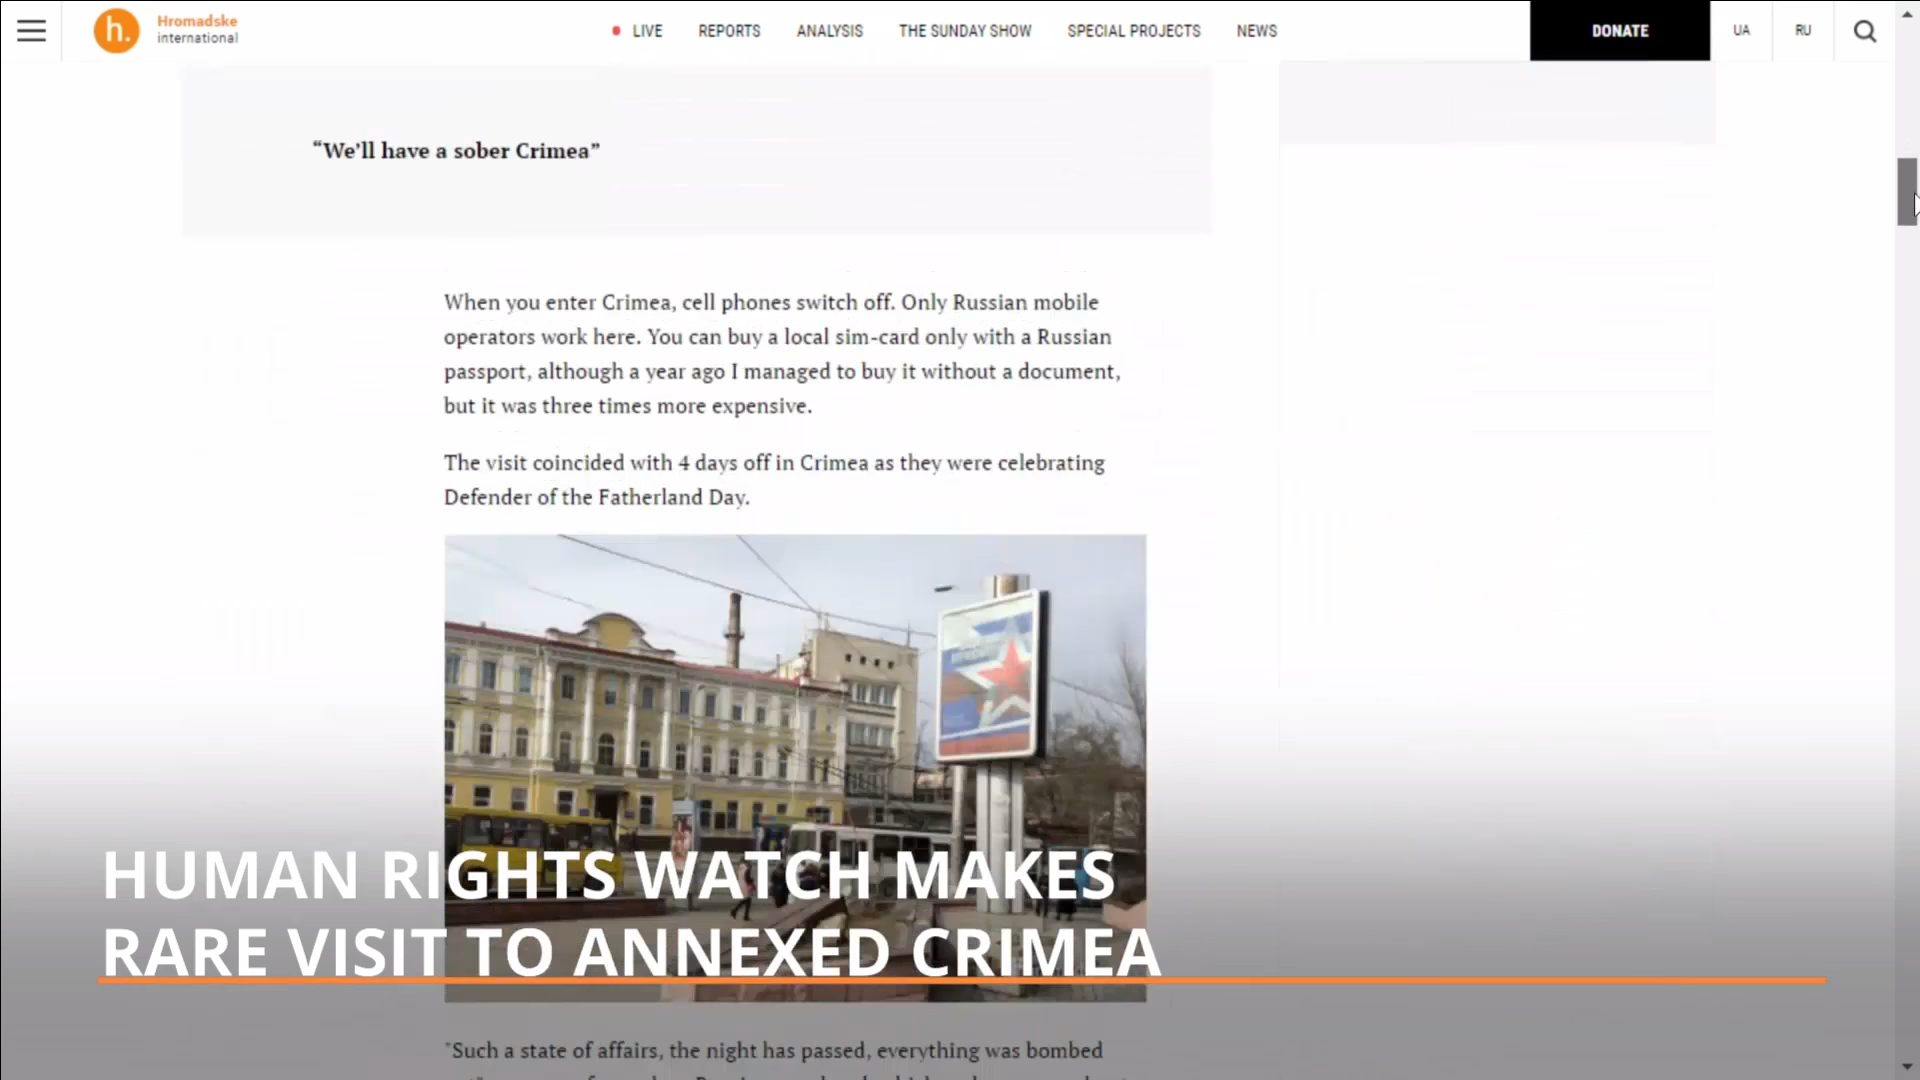 Hromadske
international
LIVE
REPORTS
ANALYSIS
THE SUNDAY SHOW
SPECIAL PROJECTS
NEWS
DONATE
UA
RU
“We’ll have a sober Crimea”
When you enter Crimea, cell phones switch off. Only Russian mobile
operators work here. You can buy a local sim-card only with a Russian
passport, although a year ago I managed to buy it without a document,
but it was three times more expensive.
The visit coincided with 4 days off in Crimea as they were celebrating
Defender of the Fatherland Day.
HUMAN RIGHTS WATCH MAKES
RARE VISIT TO ANNEXED CRIMEA
"Such a state of affairs, the night has passed, everything was bombed